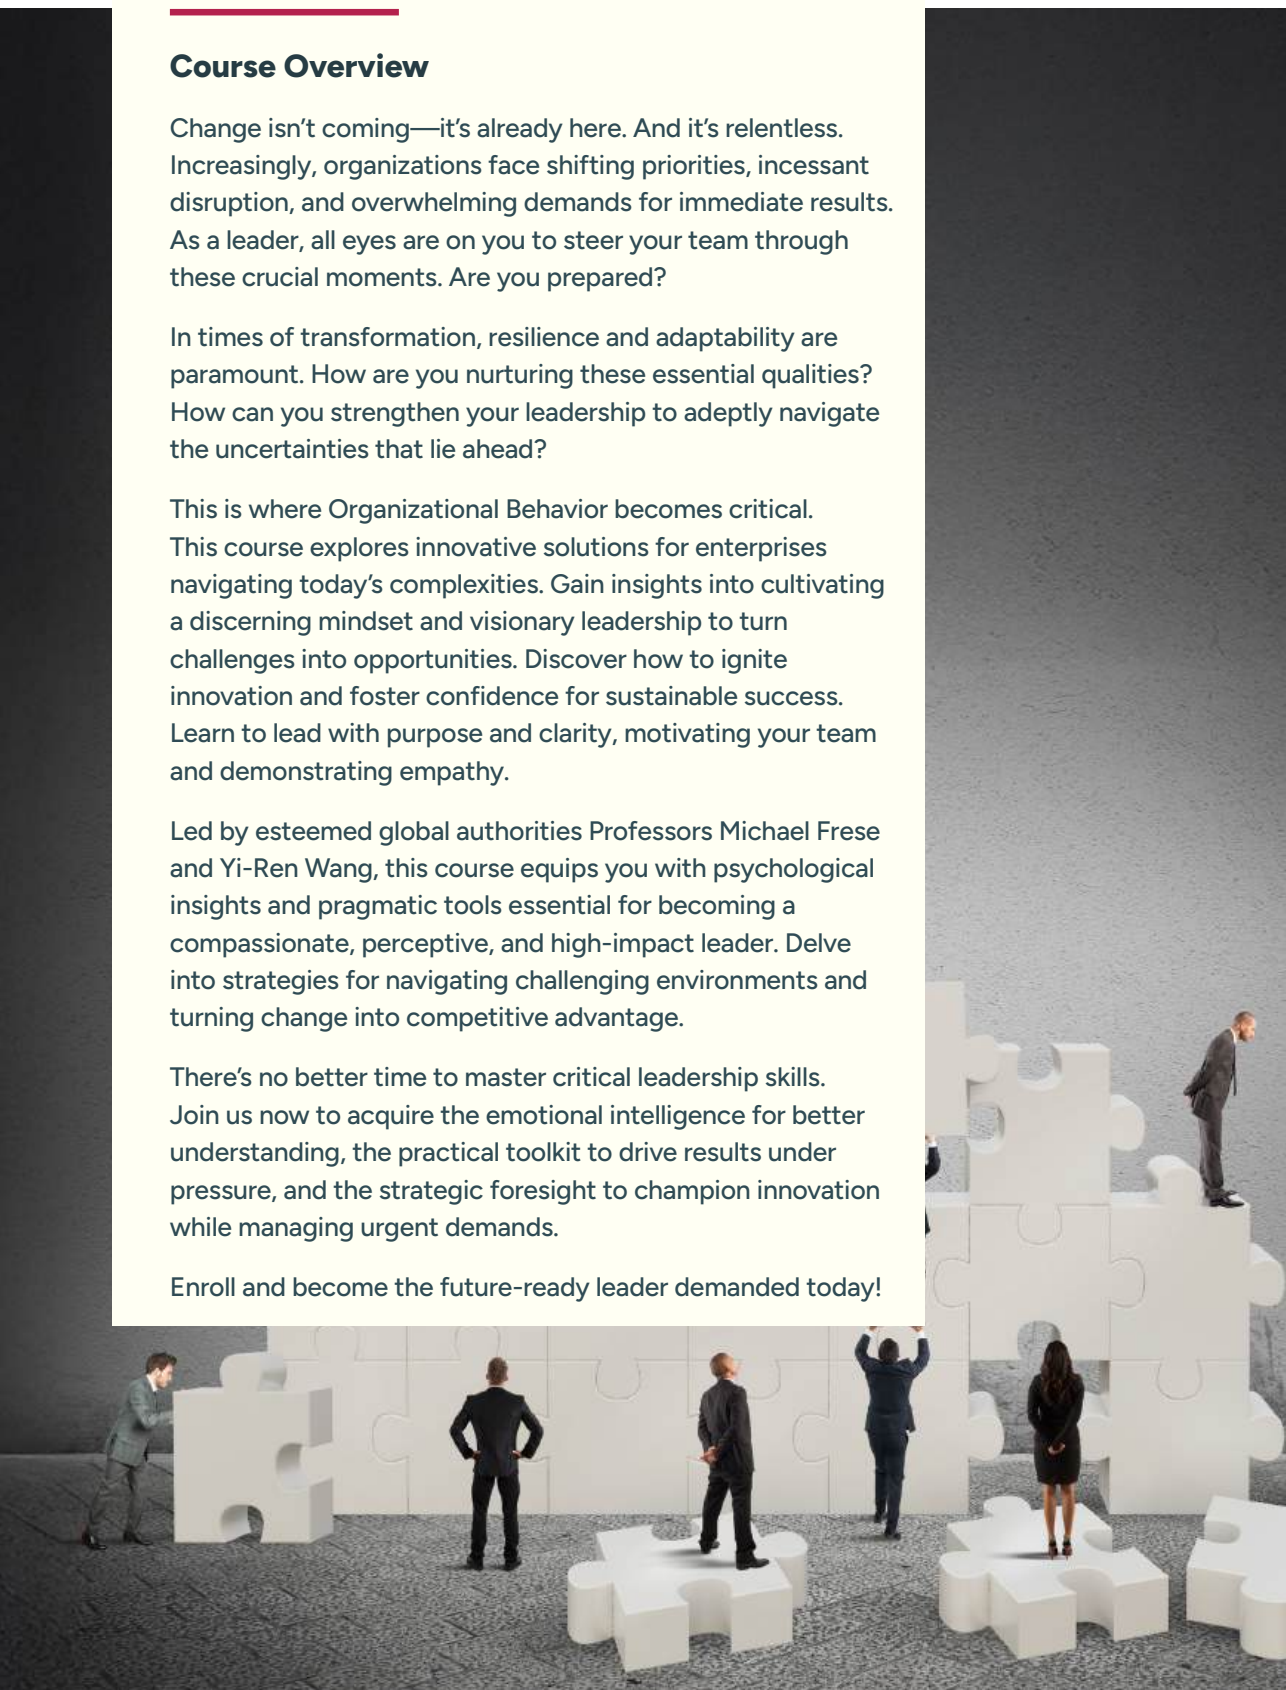 Course Overview
Change isn’t coming—it’s already here. And it’s relentless.
Increasingly, organizations face shifting priorities, incessant
disruption, and overwhelming demands for immediate results.
As a leader, all eyes are on you to steer your team through
these crucial moments. Are you prepared?
In times of transformation, resilience and adaptability are
paramount. How are you nurturing these essential qualities?
How can you strengthen your leadership to adeptly navigate
the uncertainties that lie ahead?
This is where Organizational Behavior becomes critical.
This course explores innovative solutions for enterprises
navigating today’s complexities. Gain insights into cultivating
a discerning mindset and visionary leadership to turn
challenges into opportunities. Discover how to ignite
innovation and foster confidence for sustainable success.
Learn to lead with purpose and clarity, motivating your team
and demonstrating empathy.
Led by esteemed global authorities Professors Michael Frese
and Yi-Ren Wang, this course equips you with psychological
insights and pragmatic tools essential for becoming a
compassionate, perceptive, and high-impact leader. Delve
into strategies for navigating challenging environments and
turning change into competitive advantage.
There’s no better time to master critical leadership skills.
Join us now to acquire the emotional intelligence for better
understanding, the practical toolkit to drive results under
pressure, and the strategic foresight to champion innovation
while managing urgent demands.
Enroll and become the future-ready leader demanded today!